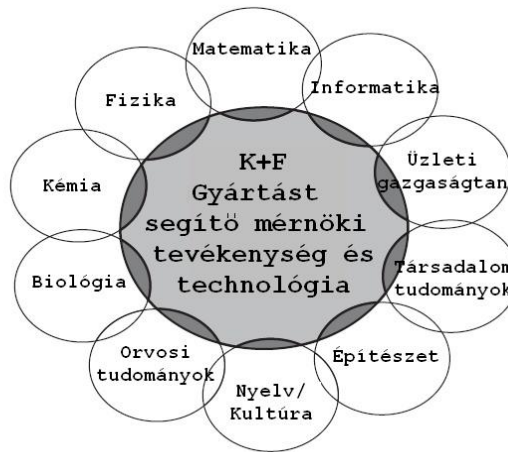 Matematika
Informatika
Üzleti
gazgaságtan
Társadalom
tudományok
Építészet
Nyelv/
Kultúra
Orvosi
tudományok
Biológia
Kémia
Fizika
K+F
Gyártást
segítő mérnöki
tevékenység és
technológia